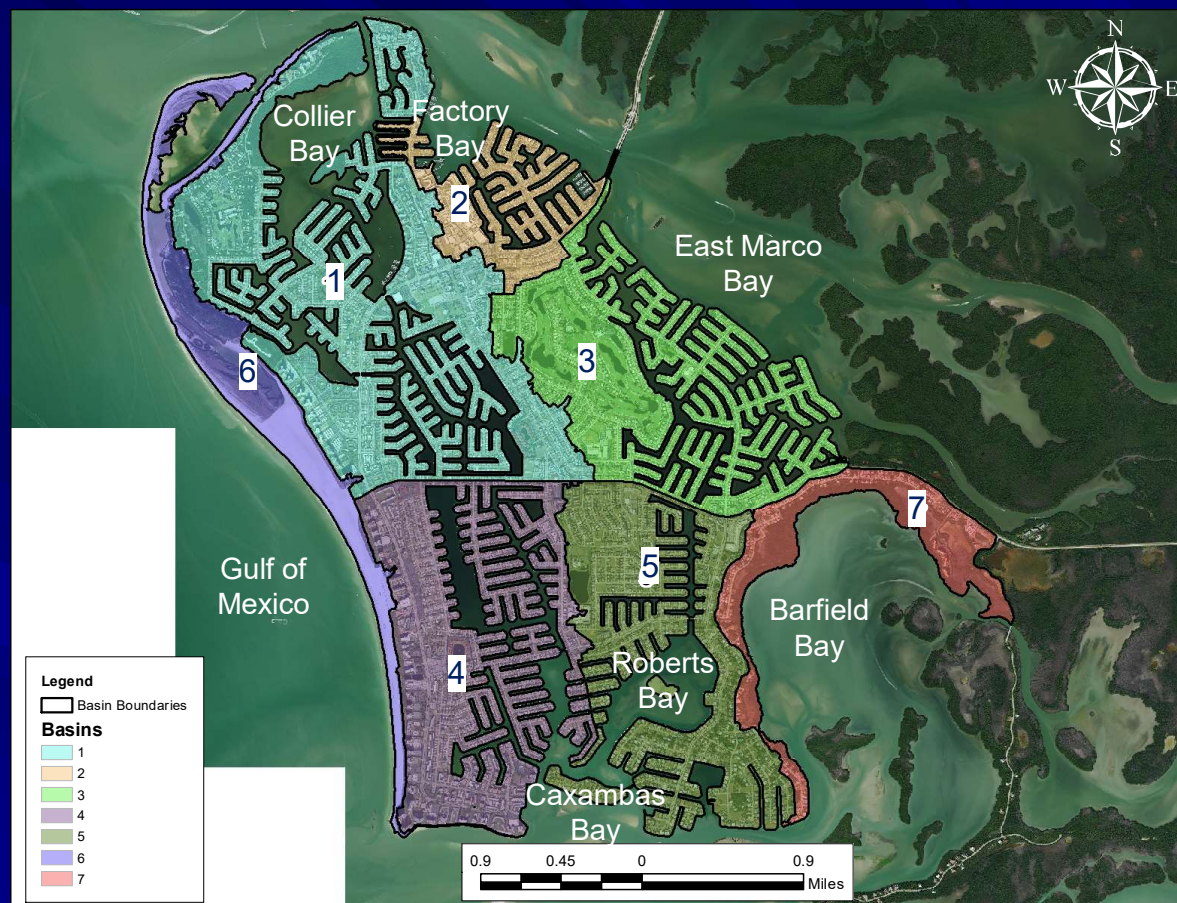 N
W
E
S
Collier
Bay
Factory
Bay
2
East Marco
Bay
1
3
6
7
Gulf of
Mexico
5
Barfield
Bay
4
Roberts
Bay
Caxambas
Bay
Legend
Basin Boundaries
Basins
1
2
3
4
5
6
7
0.9 0.45 0 0.9
Miles